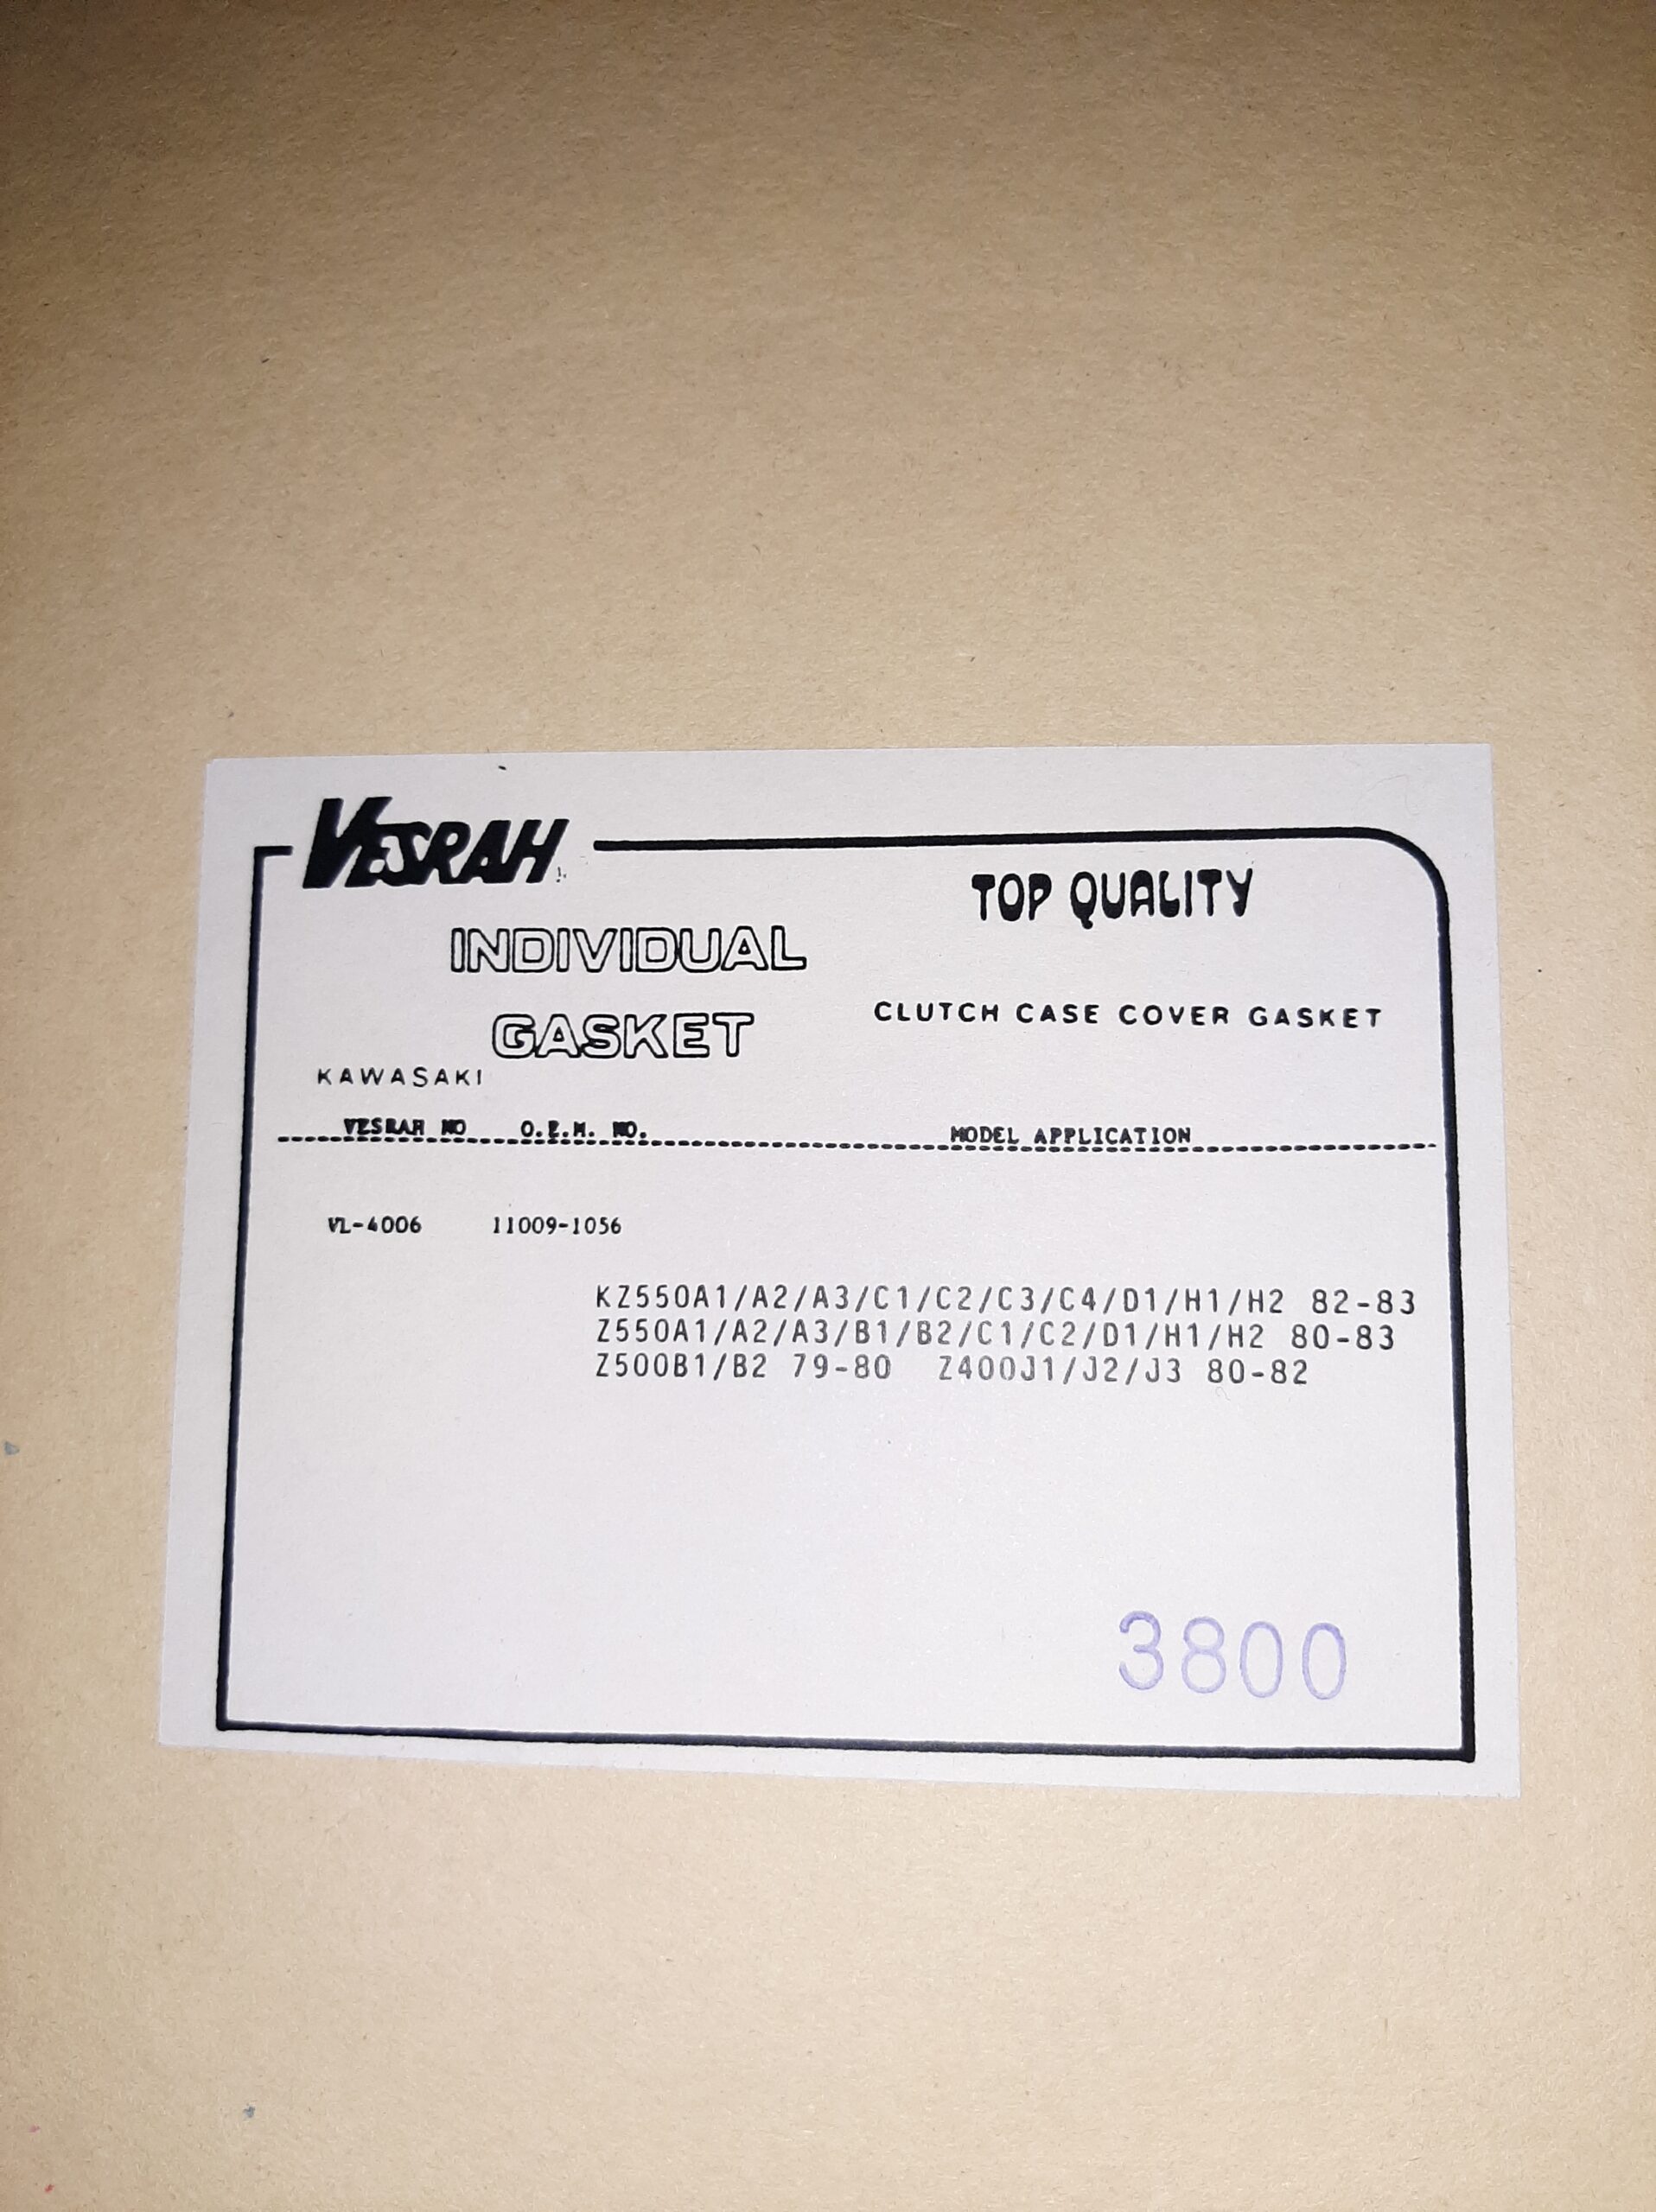 VESRAH
TOP QUALITY
INDIVIDUAL
GASKET
CLUTCH CASE COVER GASKET
KAWASAKI
VESRAH NO O.E.M. NO. MODEL APPLICATION
VL-4006 11009-1056
KZ550A1/A2/A3/C1/C2/C3/C4/D1/H1/H2 82-83
Z550A1/A2/A3/B1/B2/C1/C2/D1/H1/H2 80-83
Z500B1/B2 79-80 Z400J1/J2/J3 80-82
3800